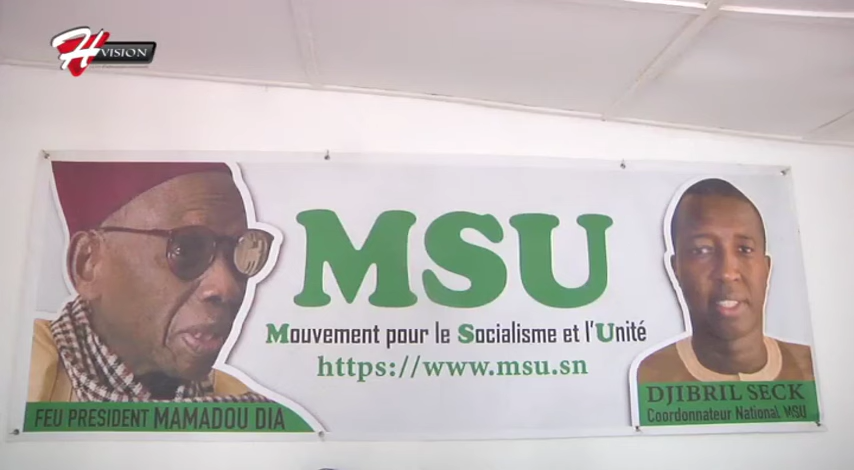 H VISION
MSU
Mouvement pour le Socialisme et l'Unité
https://www.msu.sn
FEU PRESIDENT MAMADOU DIA
DJIBRIL SECK
Coordonnateur National MSU